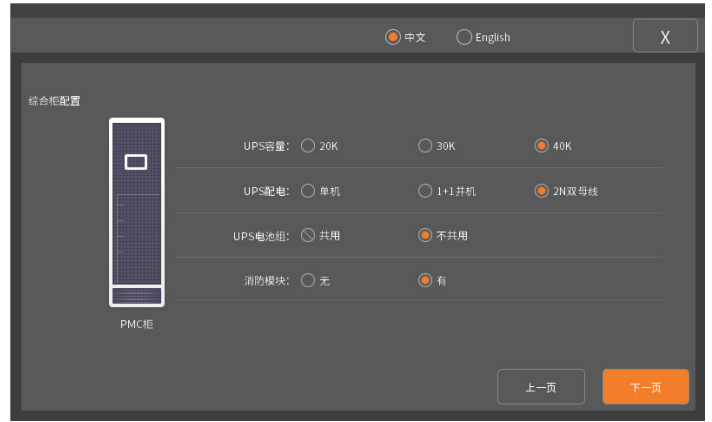 中文 English X
综合柜配置
UPS容量： 20K 30K 40K
UPS配电： 单机 1+1并机 2N双母线
UPS电池组： 共用 不共用
消防模块： 无 有
PMC柜
上一页 下一页